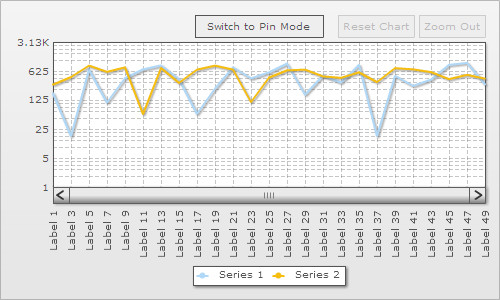 Switch to Pin Mode
Reset Chart
Zoom Out
3.13K
625
125
25
5
1
Label 1
Label 3
Label 5
Label 7
Label 9
Label 11
Label 13
Label 15
Label 17
Label 19
Label 21
Label 23
Label 25
Label 27
Label 29
Label 31
Label 33
Label 35
Label 37
Label 39
Label 41
Label 43
Label 45
Label 47
Label 49
Series 1
Series 2